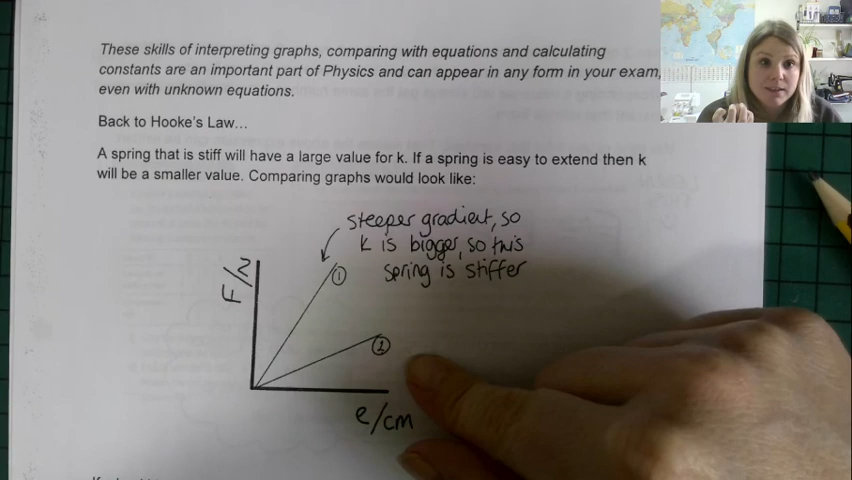 These skills of interpreting graphs, comparing with equations and calculating
constants are an important part of Physics and can appear in any form in your exam,
even with unknown equations.
Back to Hooke's Law...
A spring that is stiff will have a large value for k. If a spring is easy to extend then k
will be a smaller value. Comparing graphs would look like:
steeper gradient, so
k is bigger, so this
spring is stiffer
F/N
①
②
e/cm